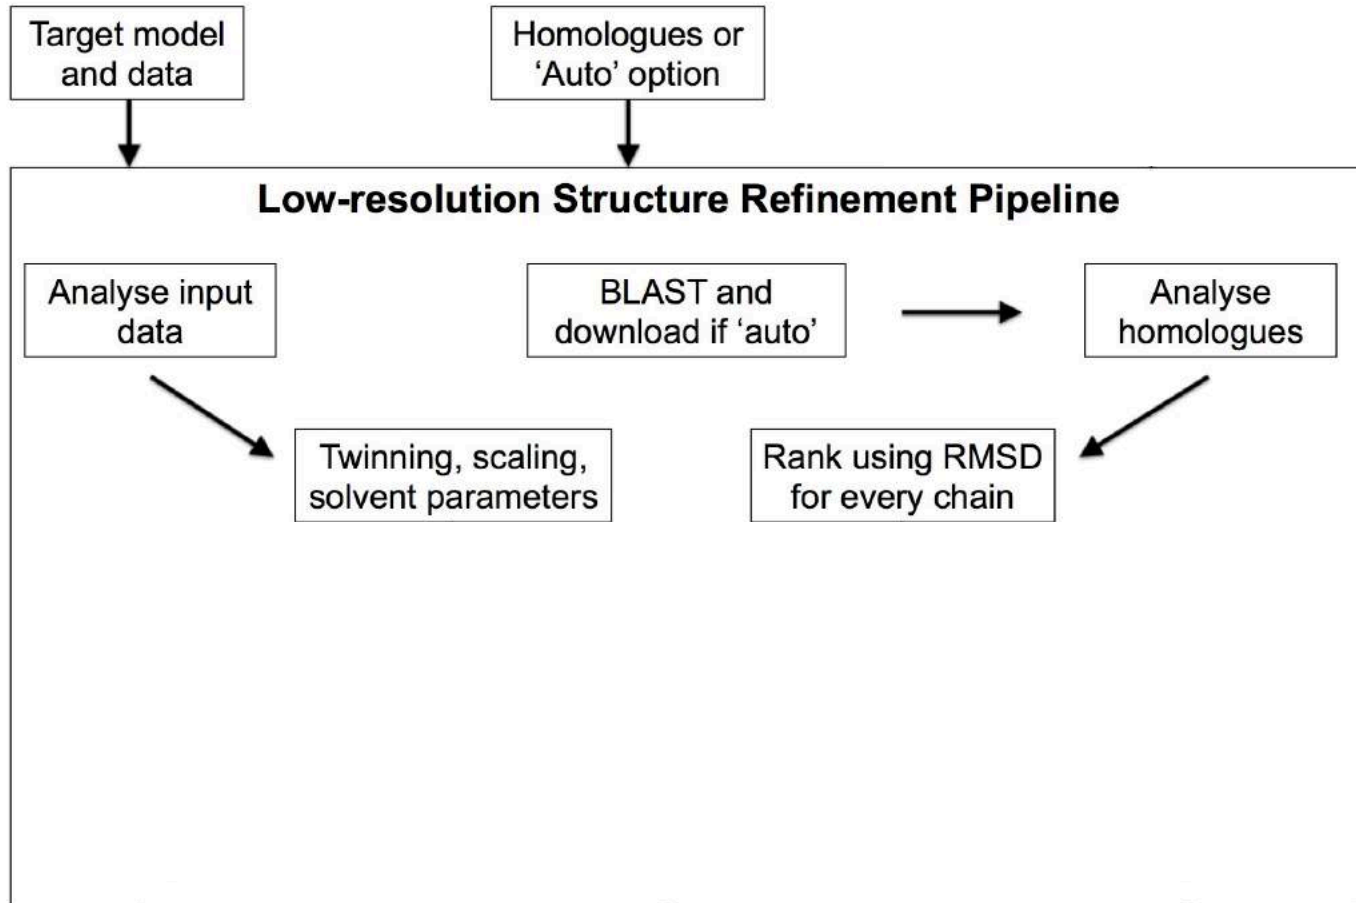 Target model
and data
Homologues or
‘Auto’ option
Low-resolution Structure Refinement Pipeline
Analyse input
data
BLAST and
download if ‘auto’
Analyse
homologues
Twinning, scaling,
solvent parameters
Rank using RMSD
for every chain